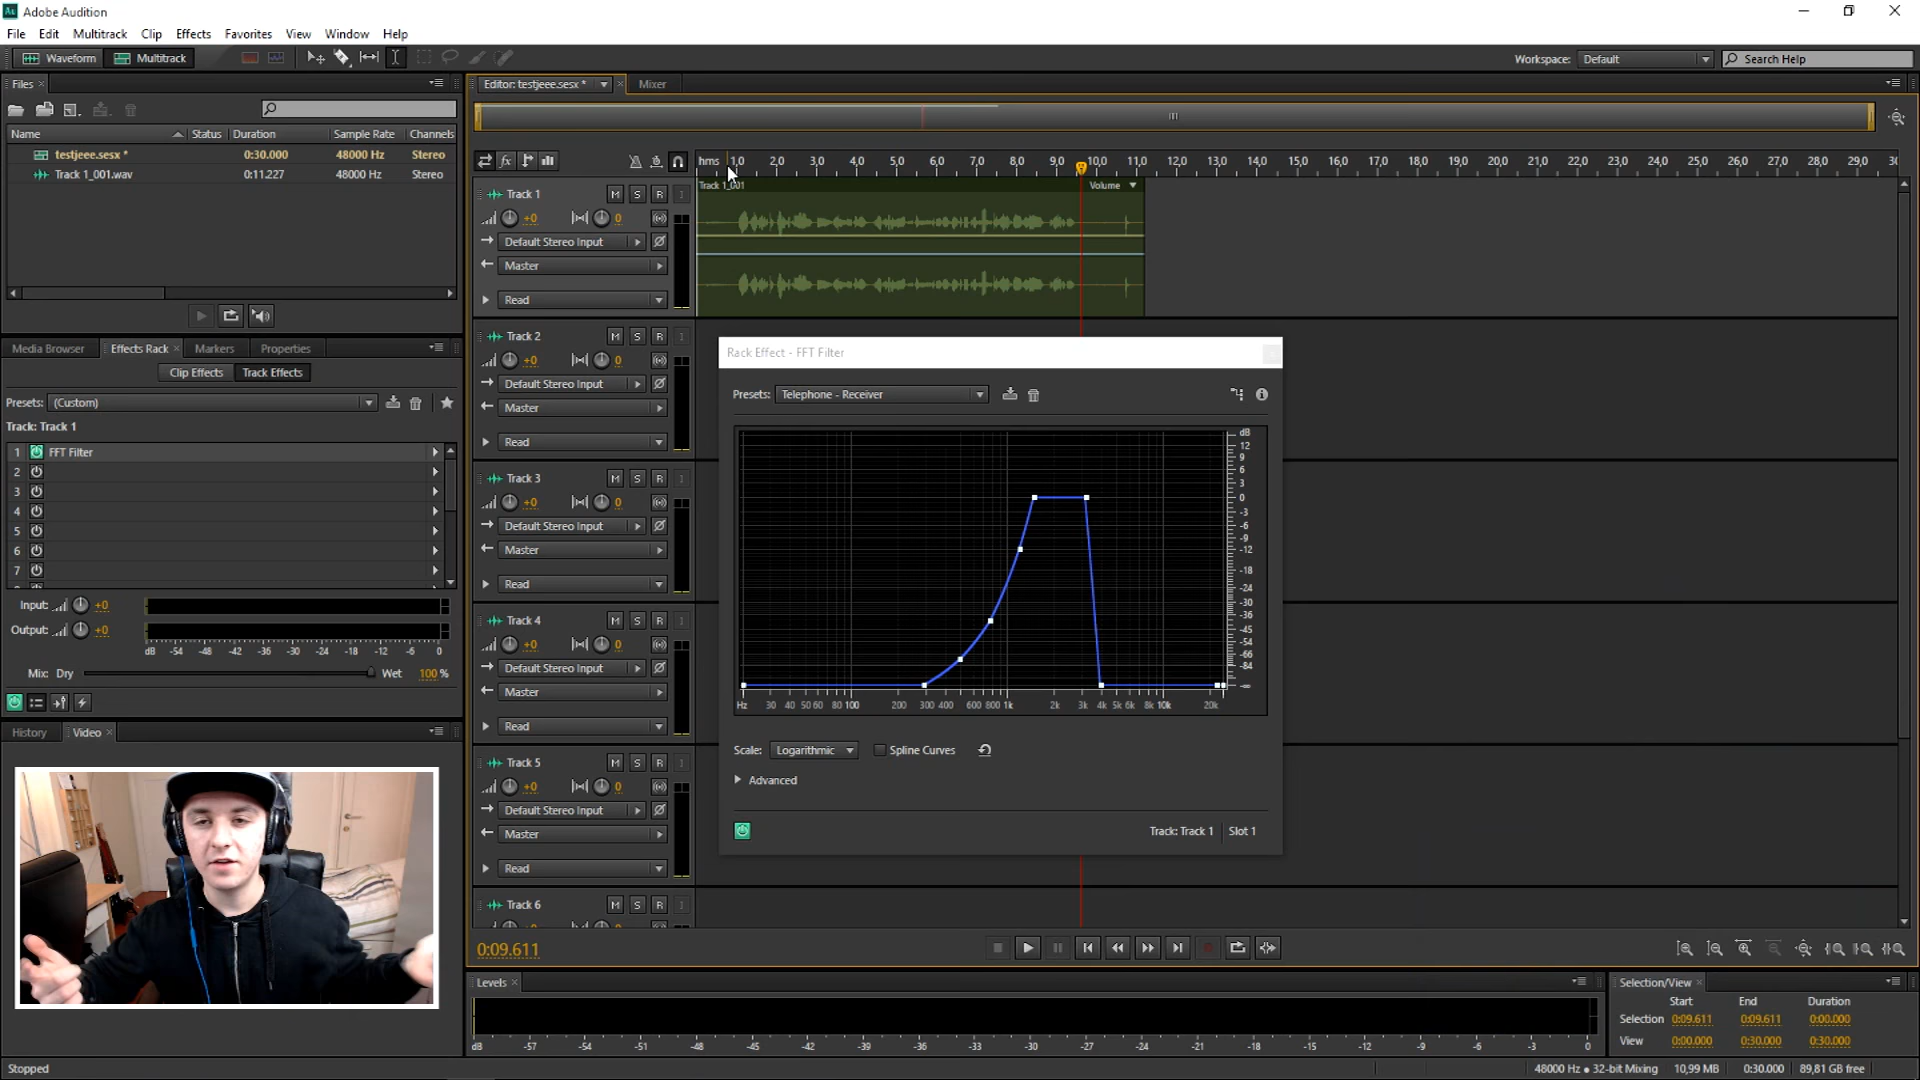 Au Adobe Audition
File Edit Multitrack Clip Effects Favorites View Window Help
Waveform Multitrack
Workspace: Default Search Help
Files
Name Status Duration Sample Rate Channels
testjeee.sesx * 0:30.000 48000 Hz Stereo
Track 1_001.wav 0:11.227 48000 Hz Stereo
Media Browser Effects Rack Markers Properties
Clip Effects Track Effects
Presets: (Custom)
Track: Track 1
1 FFT Filter
2
3
4
5
6
7
Input: +0
Output: +0
dB -54 -48 -42 -36 -30 -24 -18 -12 -6 0
Mix: Dry Wet 100 %
History Video
Editor: testjeee.sesx * Mixer
fx hms 1,0 2,0 3,0 4,0 5,0 6,0 7,0 8,0 9,0 10,0 11,0 12,0 13,0 14,0 15,0 16,0 17,0 18,0 19,0 20,0 21,0 22,0 23,0 24,0 25,0 26,0 27,0 28,0 29,0
Track 1 M S R I
Track 1_001 Volume
+0 0
Default Stereo Input
Master
Read
Track 2 M S R I
+0 0
Default Stereo Input
Master
Read
Track 3 M S R I
+0 0
Default Stereo Input
Master
Read
Track 4 M S R I
+0 0
Default Stereo Input
Master
Read
Track 5 M S R I
+0 0
Default Stereo Input
Master
Read
Track 6 M S R I
Rack Effect - FFT Filter
Presets: Telephone - Receiver
dB
12
9
6
3
0
-3
-6
-9
-12
-18
-24
-30
-36
-45
-54
-66
-84
-∞
Hz 30 40 50 60 80 100 200 300 400 600 800 1k 2k 3k 4k 5k 6k 8k 10k 20k
Scale: Logarithmic Spline Curves
Advanced
Track: Track 1 Slot 1
0:09.611
Levels
dB -57 -54 -51 -48 -45 -42 -39 -36 -33 -30 -27 -24 -21 -18 -15 -12 -9 -6 -3 0
Selection/View
Start End Duration
Selection 0:09.611 0:09.611 0:00.000
View 0:00.000 0:30.000 0:30.000
Stopped
48000 Hz • 32-bit Mixing 10,99 MB 0:30.000 89,81 GB free